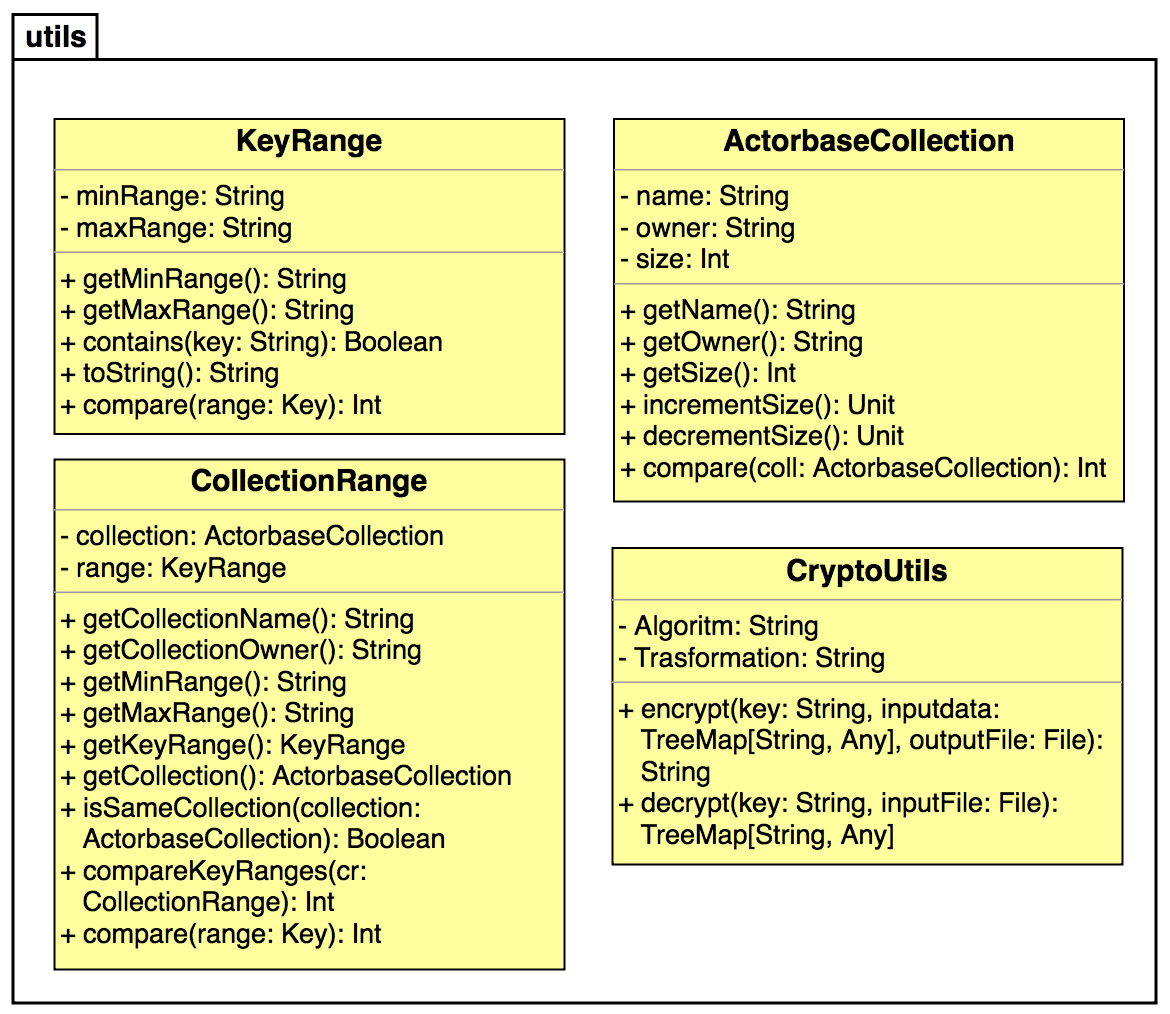 utils
KeyRange
- minRange: String
- maxRange: String
+ getMinRange(): String
+ getMaxRange(): String
+ contains(key: String): Boolean
+ toString(): String
+ compare(range: Key): Int
CollectionRange
- collection: ActorbaseCollection
- range: KeyRange
+ getCollectionName(): String
+ getCollectionOwner(): String
+ getMinRange(): String
+ getMaxRange(): String
+ getKeyRange(): KeyRange
+ getCollection(): ActorbaseCollection
+ isSameCollection(collection:
ActorbaseCollection): Boolean
+ compareKeyRanges(cr:
CollectionRange): Int
+ compare(range: Key): Int
ActorbaseCollection
- name: String
- owner: String
- size: Int
+ getName(): String
+ getOwner(): String
+ getSize(): Int
+ incrementSize(): Unit
+ decrementSize(): Unit
+ compare(coll: ActorbaseCollection): Int
CryptoUtils
- Algoritm: String
- Trasformation: String
+ encrypt(key: String, inputdata:
TreeMap[String, Any], outputFile: File):
String
+ decrypt(key: String, inputFile: File):
TreeMap[String, Any]